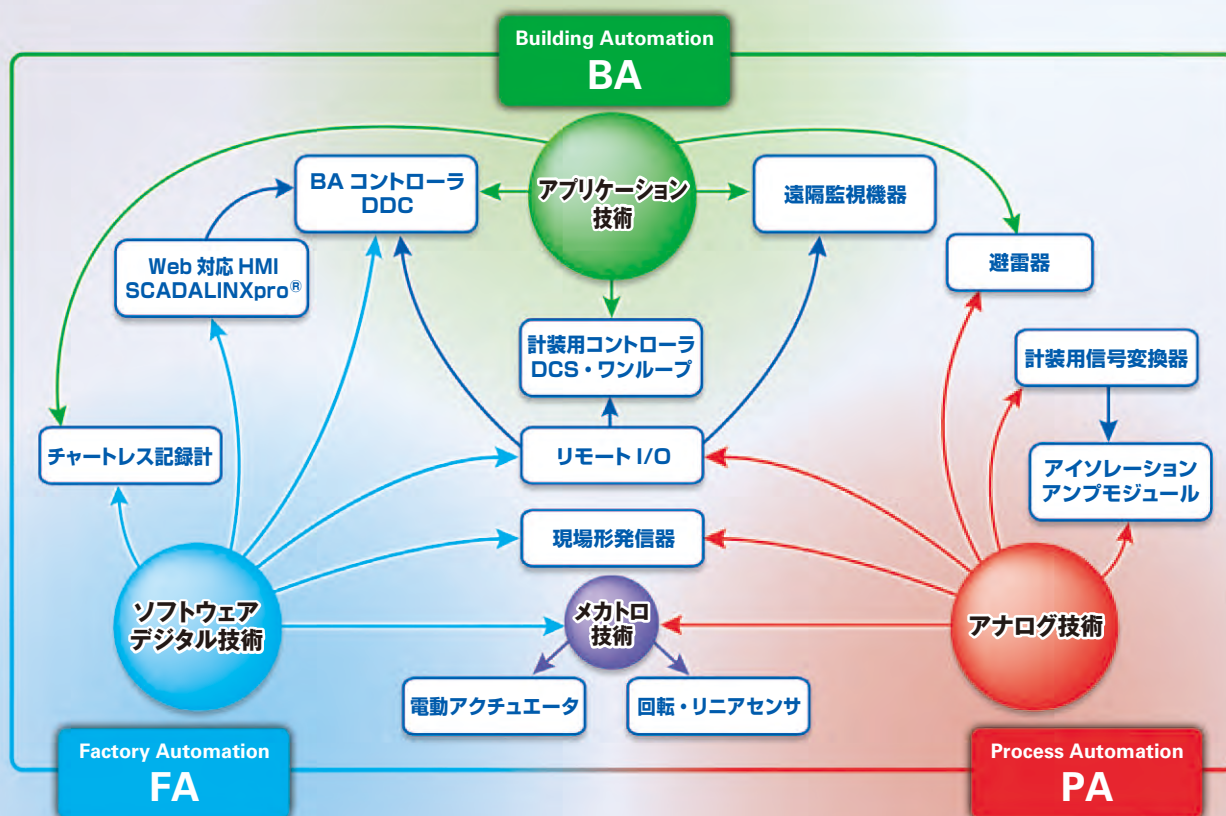 Building Automation
BA
BA コントローラ
DDC
アプリケーション
技術
遠隔監視機器
Web 対応 HMI
SCADALINXpro®
避雷器
計装用コントローラ
DCS・ワンループ
計装用信号変換器
チャートレス記録計
リモート I/O
アイソレーション
アンプモジュール
現場形発信器
ソフトウェア
デジタル技術
メカトロ
技術
アナログ技術
電動アクチュエータ
回転・リニアセンサ
Factory Automation
FA
Process Automation
PA